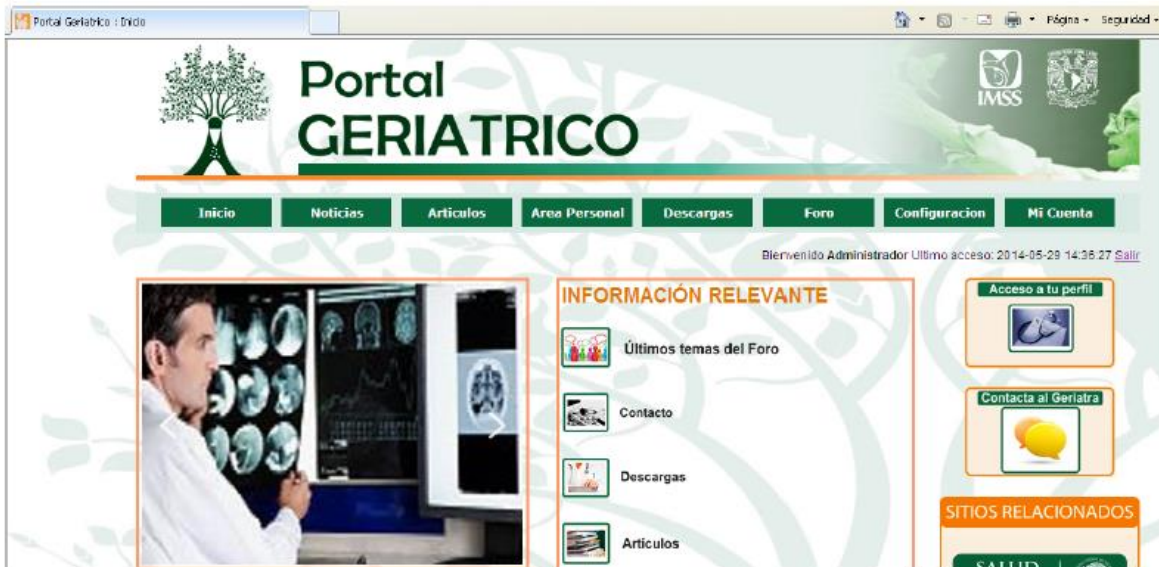 Portal Geriatrico : Inicio
Página
Seguridad
Portal
GERIATRICO
IMSS
Inicio
Noticias
Articulos
Area Personal
Descargas
Foro
Configuracion
Mi Cuenta
Bienvenido Administrador Ultimo acceso: 2014-05-29 14:36:27 Salir
INFORMACIÓN RELEVANTE
Últimos temas del Foro
Contacto
Descargas
Articulos
Acceso a tu perfil
Contacta al Geriatra
SITIOS RELACIONADOS
SALUD